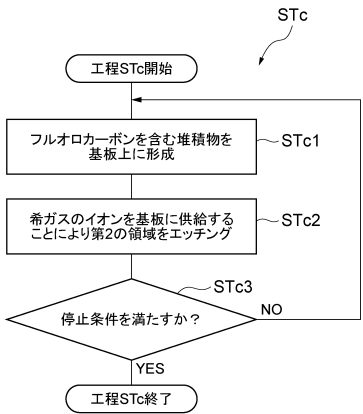 STc
工程STc開始
フルオロカーボンを含む堆積物を
基板上に形成
STc1
希ガスのイオンを基板に供給する
ことにより第2の領域をエッチング
STc2
STc3
停止条件を満たすか?
NO
YES
工程STc終了